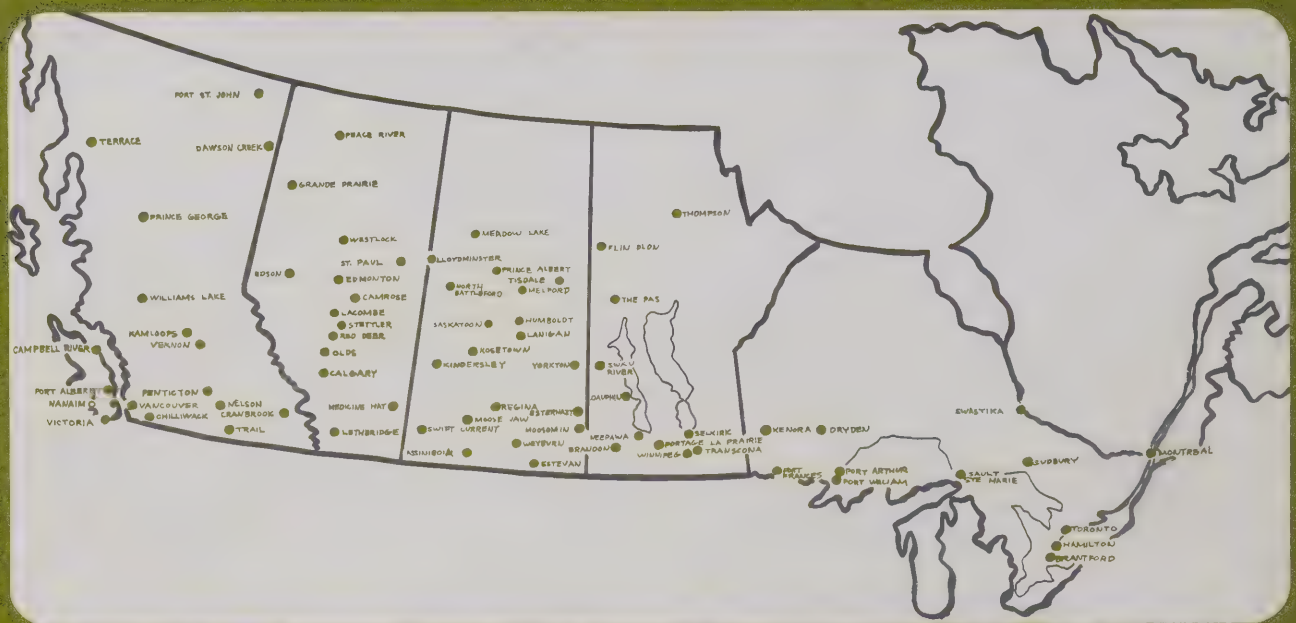 FORT ST. JOHN
TERRACE
DAWSON CREEK
PEACE RIVER
GRANDE PRAIRIE
PRINCE GEORGE
THOMPSON
WESTLOCK
MEADOW LAKE
FLIN FLON
ST. PAUL
LLOYDMINSTER
EDSON
EDMONTON
PRINCE ALBERT
TISDALE
NORTH
BATTLEFORD
MELFORD
WILLIAMS LAKE
CAMROSE
THE PAS
LACOMBE
STETTLER
SASKATOON
HUMBOLDT
KAMLOOPS
RED DEER
LANIGAN
VERNON
CAMPBELL RIVER
OLDS
ROSETOWN
KINDERSLEY
YORKTON
SWAN
RIVER
CALGARY
PORT ALBERNI
PENTICTON
DAUPHIN
NANAIMO
VANCOUVER
NELSON
MEDICINE HAT
REGINA
ESTERHAZY
SWASTIKA
CHILLIWACK
CRANBROOK
VICTORIA
MOOSE JAW
TRAIL
LETHBRIDGE
SWIFT CURRENT
MOOSOMIN
NEEPAWA
SELKIRK
KENORA
DRYDEN
WEYBURN
PORTAGE LA PRAIRIE
BRANDON
TRANSCONA
ASSINIBOIA
WINNIPEG
MONTREAL
ESTEVAN
FORT
FRANCES
PORT ARTHUR
FORT WILLIAM
SAULT
STE MARIE
SUDBURY
TORONTO
HAMILTON
BRANTFORD